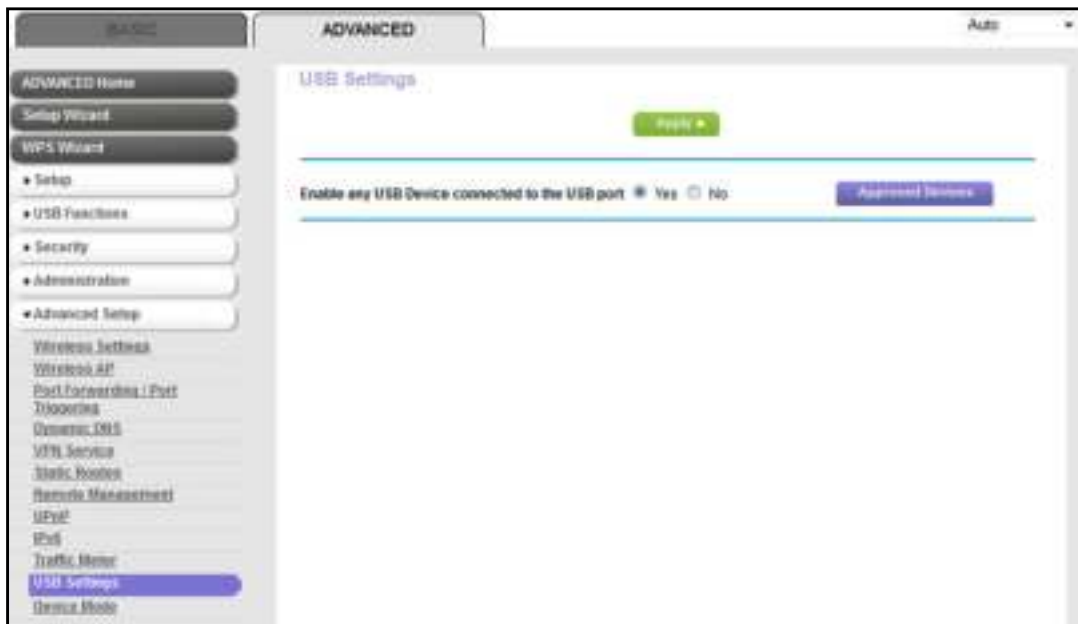 BASIC
ADVANCED
Auto
ADVANCED Home
Setup Wizard
WPS Wizard
Setup
USB Functions
Security
Administration
Advanced Setup
Wireless Settings
Wireless AP
Port Forwarding / Port
Triggering
Dynamic DNS
VPN Service
Static Routes
Remote Management
UPnP
IPv6
Traffic Meter
USB Settings
Device Mode
USB Settings
Apply
Enable any USB Device connected to the USB port Yes No
Approved Devices